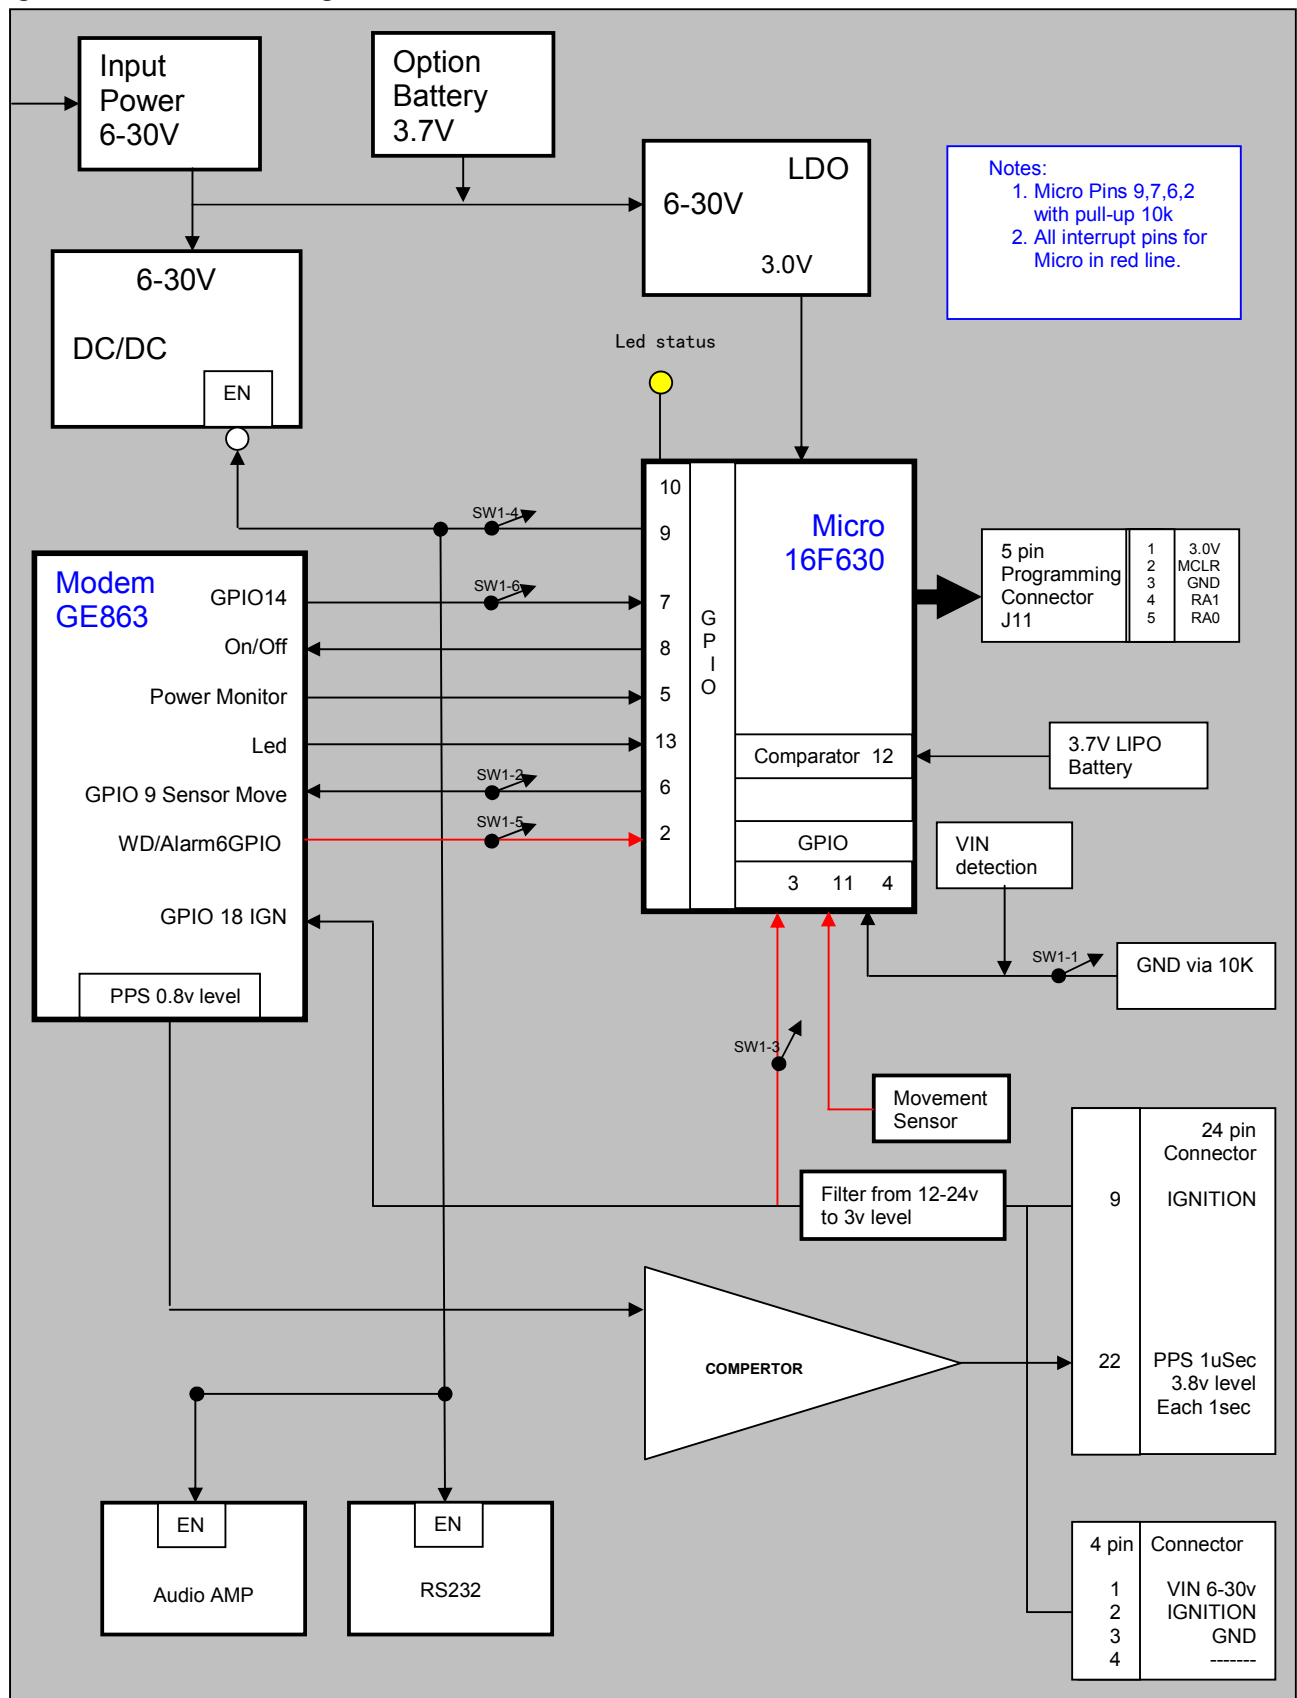 Input
Power
6-30V
Option
Battery
3.7V
LDO
6-30V
3.0V
Notes:
1. Micro Pins 9,7,6,2
with pull-up 10k
2. All interrupt pins for
Micro in red line.
6-30V
DC/DC
EN
Led status
10
9
7
8
5
13
6
2
GPIO
Micro
16F630
Comparator 12
GPIO
3 11 4
SW1-4
SW1-6
SW1-2
SW1-5
Modem
GE863
GPIO14
On/Off
Power Monitor
Led
GPIO 9 Sensor Move
WD/Alarm6GPIO
GPIO 18 IGN
PPS 0.8v level
5 pin
Programming
Connector
J11
1 3.0V
2 MCLR
3 GND
4 RA1
5 RA0
3.7V LIPO
Battery
VIN
detection
SW1-1
GND via 10K
SW1-3
Movement
Sensor
Filter from 12-24v
to 3v level
24 pin
Connector
9 IGNITION
22 PPS 1uSec
3.8v level
Each 1sec
COMPERTOR
EN
Audio AMP
EN
RS232
4 pin Connector
1 VIN 6-30v
2 IGNITION
3 GND
4 -------